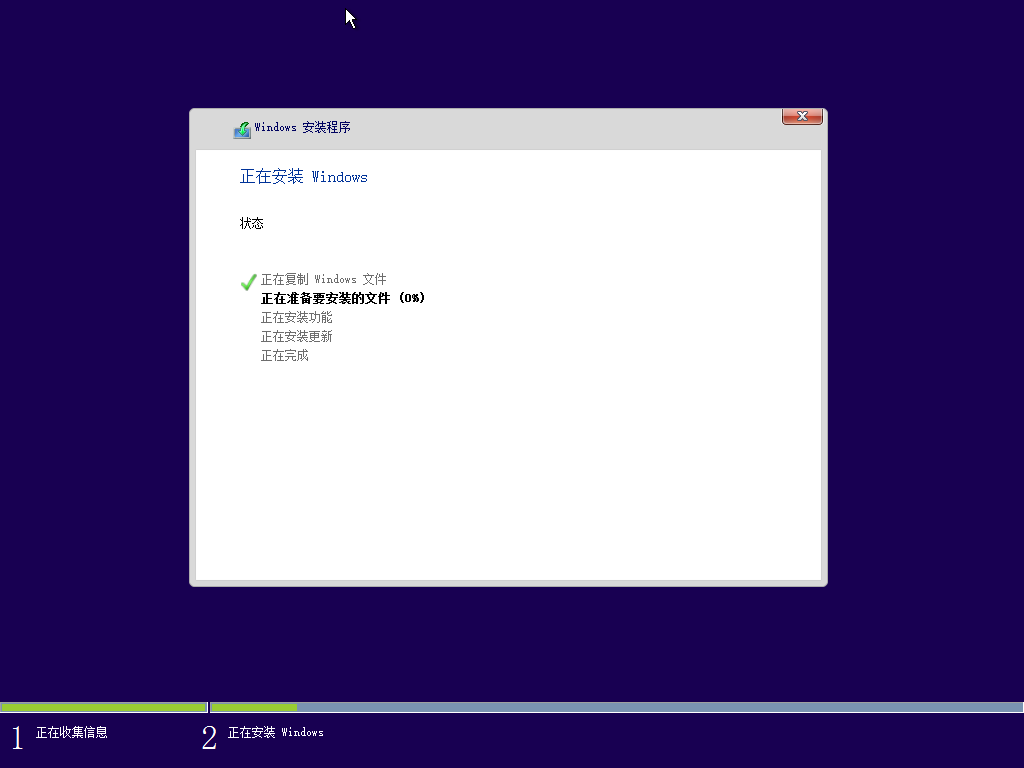 Windows 安装程序
正在安装 Windows
状态
正在复制 Windows 文件
正在准备要安装的文件 (0%)
正在安装功能
正在安装更新
正在完成
1 正在收集信息
2 正在安装 Windows